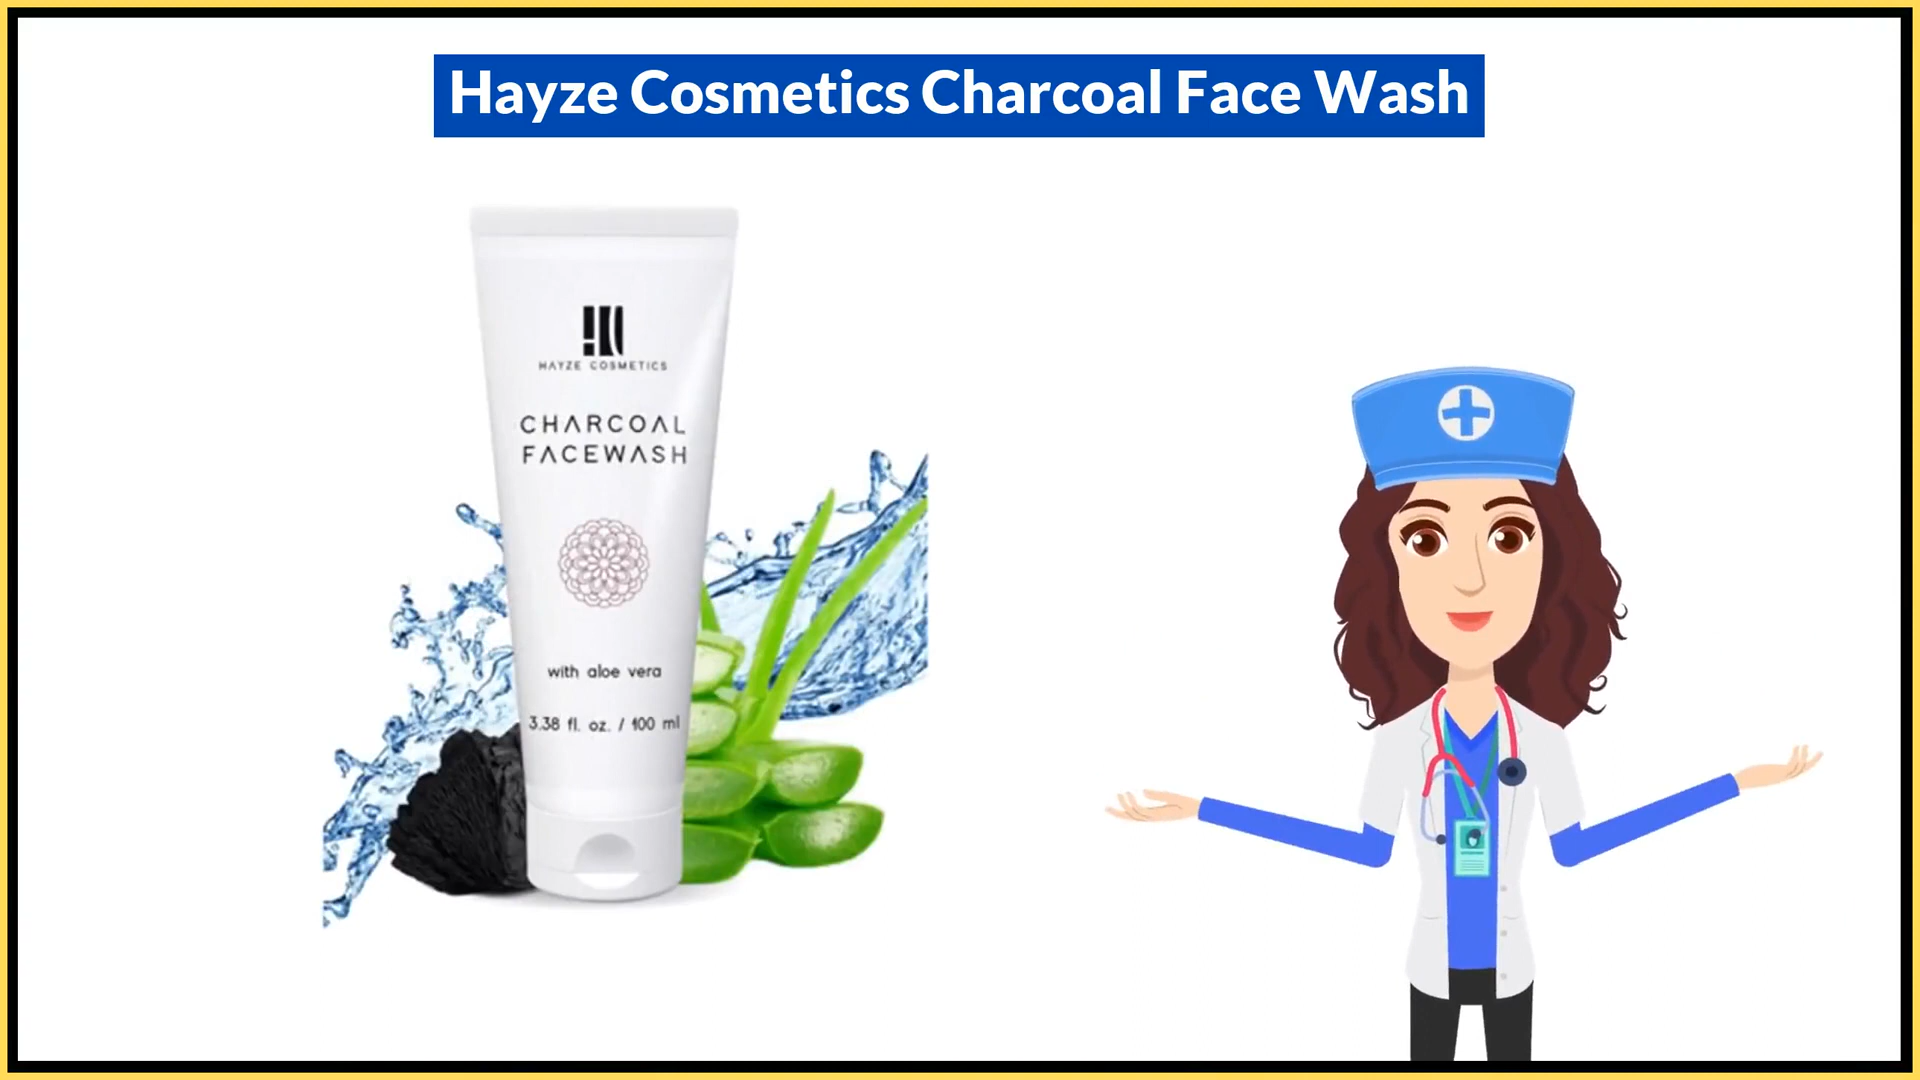 Hayze Cosmetics Charcoal Face Wash
HAYZE COSMETICS
CHARCOAL
FACEWASH
with aloe vera
3.38 fl. oz. / 100 ml